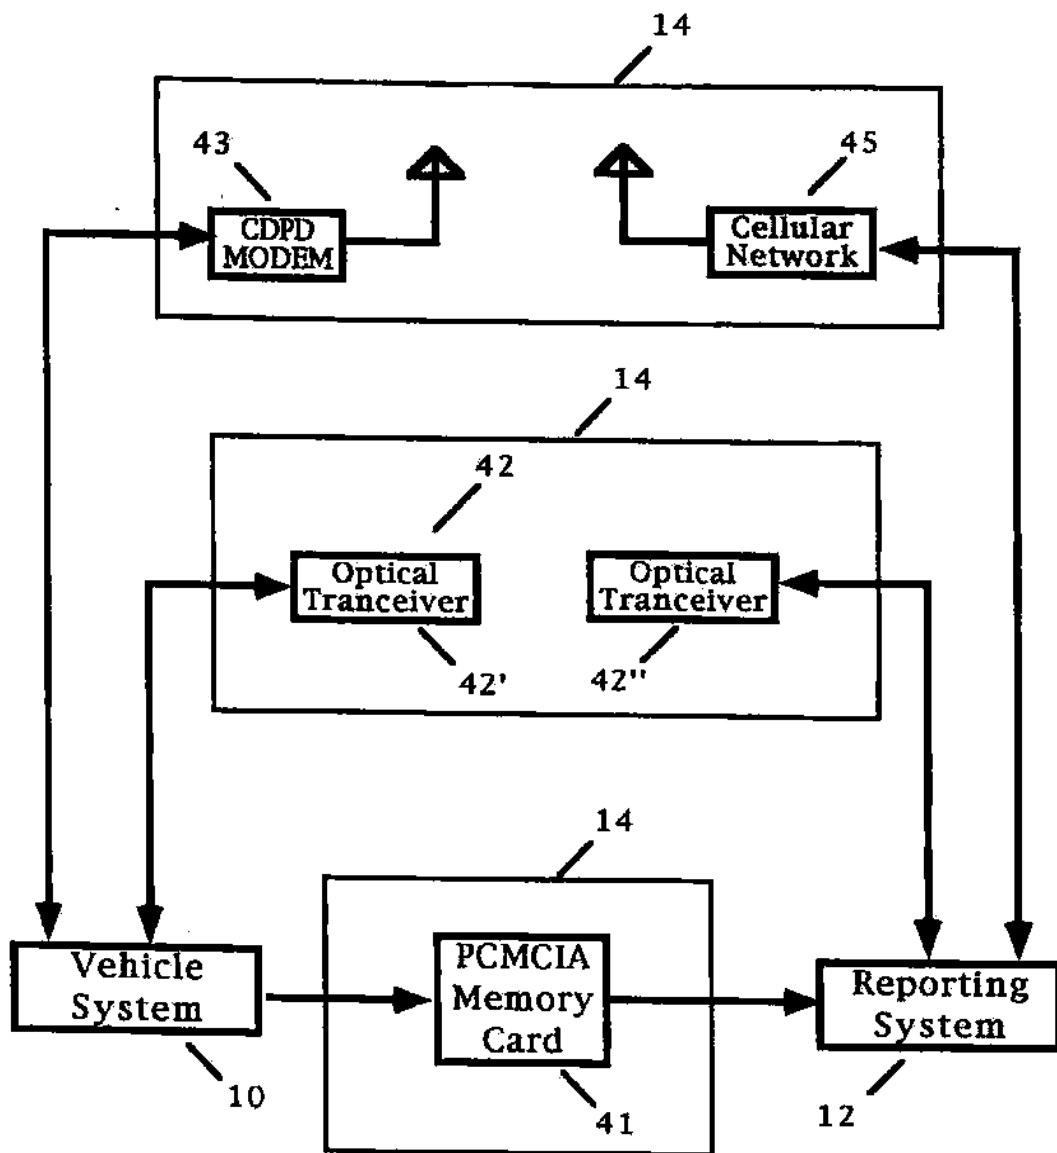 14
43
45
CDPD
MODEM
Cellular
Network
14
42
Optical
Tranceiver
Optical
Tranceiver
42'
42"
14
Vehicle
System
PCMCIA
Memory
Card
Reporting
System
10
41
12